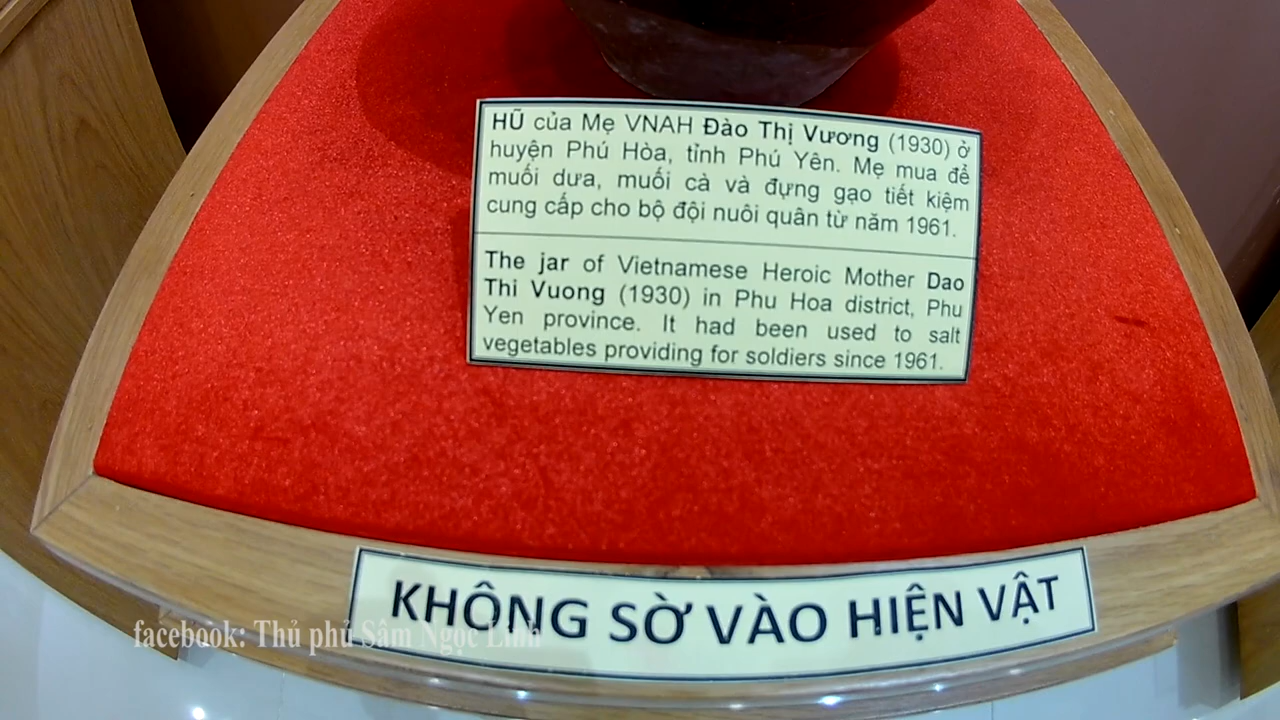 HŨ của Mẹ VNAH Đào Thị Vương (1930) ở
huyện Phú Hòa, tỉnh Phú Yên. Mẹ mua để
muối dưa, muối cà và đựng gạo tiết kiệm
cung cấp cho bộ đội nuôi quân từ năm 1961.
The jar of Vietnamese Heroic Mother Dao
Thi Vuong (1930) in Phu Hoa district, Phu
Yen province. It had been used to salt
vegetables providing for soldiers since 1961.
KHÔNG SỜ VÀO HIỆN VẬT
facebook: Thủ phủ Sâm Ngọc Linh